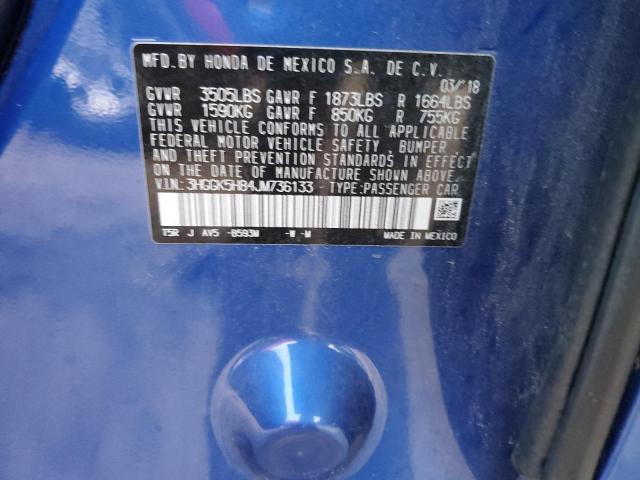 MFD.BY HONDA DE MEXICO S.A. DE C.V.
03/18
GVWR 3505LBS GAWR F 1873LBS R 1664LBS
GVWR 1590KG GAWR F 850KG R 755KG
THIS VEHICLE CONFORMS TO ALL APPLICABLE
FEDERAL MOTOR VEHICLE SAFETY, BUMPER
AND THEFT PREVENTION STANDARDS IN EFFECT
ON THE DATE OF MANUFACTURE SHOWN ABOVE.
VIN: 3HGGK5H84JM736133 TYPE:PASSENGER CAR
T5R J AV5 -B593M -W -M MADE IN MEXICO